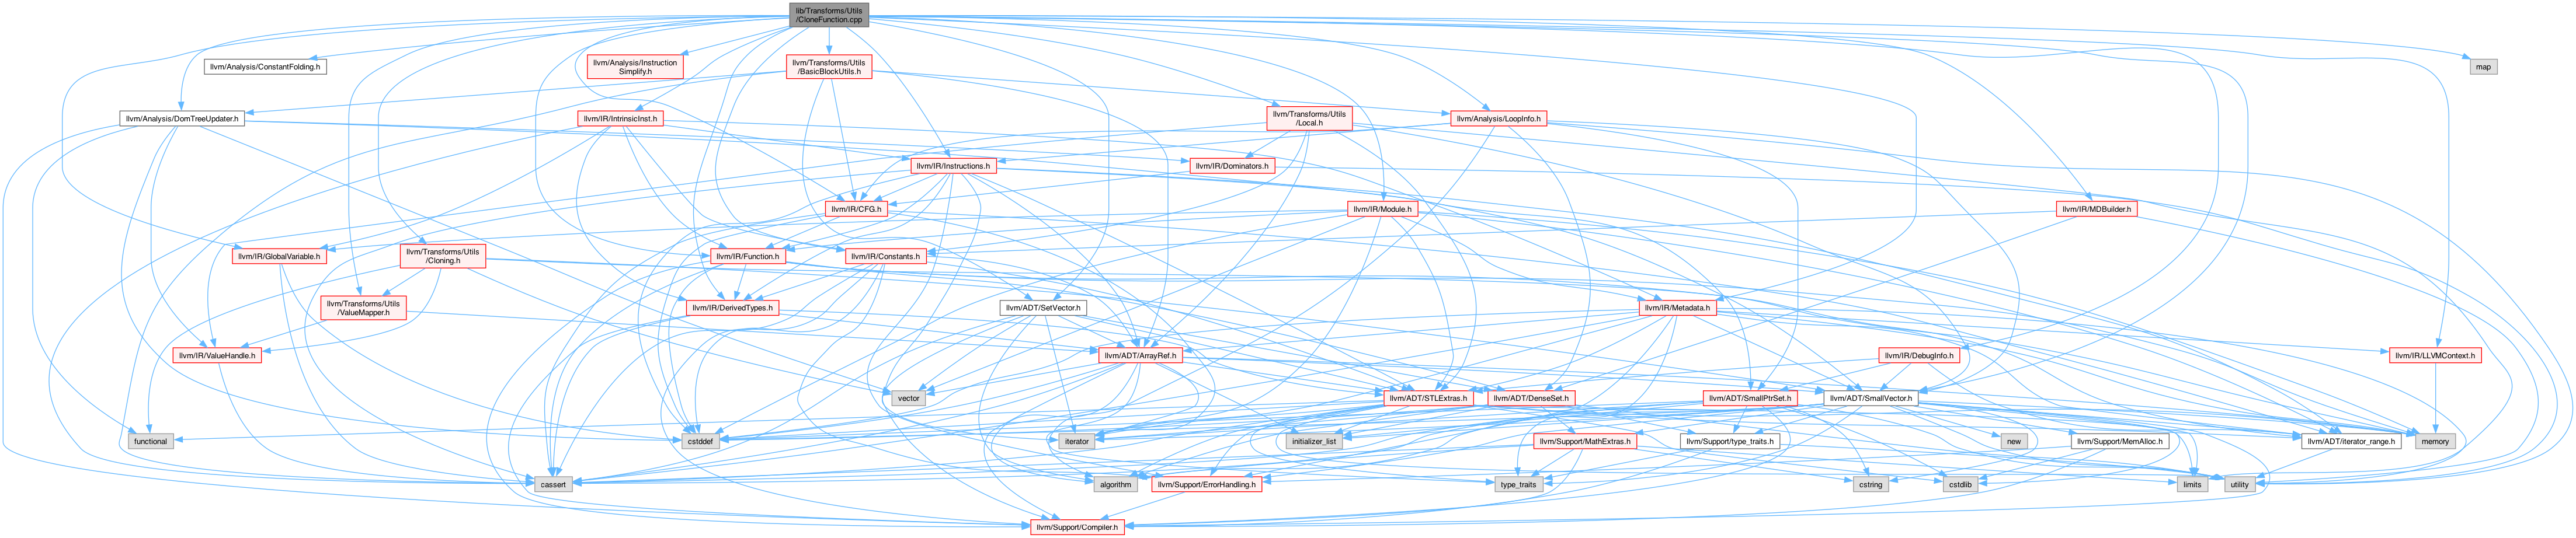 lib/Transforms/Utils
/CloneFunction.cpp
llvm/Analysis/ConstantFolding.h
llvm/Analysis/Instruction
Simplify.h
llvm/Transforms/Utils
/BasicBlockUtils.h
map
llvm/Analysis/DomTreeUpdater.h
llvm/IR/IntrinsicInst.h
llvm/Transforms/Utils
/Local.h
llvm/Analysis/LoopInfo.h
llvm/IR/Instructions.h
llvm/IR/Dominators.h
llvm/IR/CFG.h
llvm/IR/Module.h
llvm/IR/MDBuilder.h
llvm/IR/GlobalVariable.h
llvm/Transforms/Utils
/Cloning.h
llvm/IR/Function.h
llvm/IR/Constants.h
llvm/Transforms/Utils
/ValueMapper.h
llvm/IR/DerivedTypes.h
llvm/ADT/SetVector.h
llvm/IR/Metadata.h
llvm/IR/ValueHandle.h
llvm/ADT/ArrayRef.h
llvm/IR/DebugInfo.h
llvm/IR/LLVMContext.h
vector
llvm/ADT/STLExtras.h
llvm/ADT/DenseSet.h
llvm/ADT/SmallPtrSet.h
llvm/ADT/SmallVector.h
functional
cstddef
iterator
initializer_list
llvm/Support/MathExtras.h
llvm/Support/type_traits.h
new
llvm/Support/MemAlloc.h
memory
llvm/ADT/iterator_range.h
cassert
algorithm
llvm/Support/ErrorHandling.h
type_traits
cstring
cstdlib
limits
utility
llvm/Support/Compiler.h